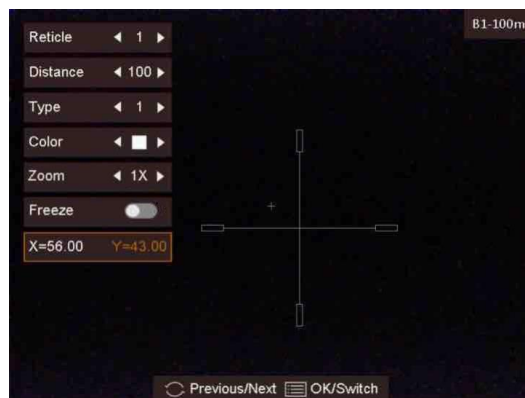 B1-100m
Reticle 1
Distance 100
Type 1
Color
Zoom 1X
Freeze
X=56.00 Y=43.00
Previous/Next OK/Switch